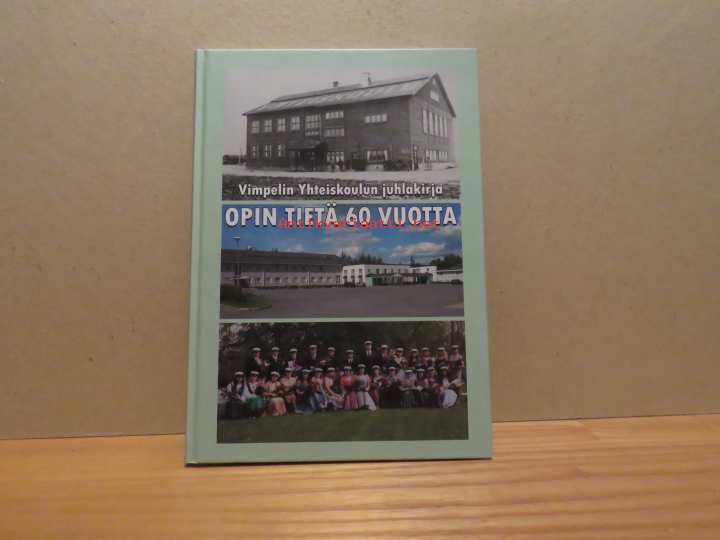 Vimpelin Yhteiskoulun juhlakirja
OPIN TIETÄ 60 VUOTTA